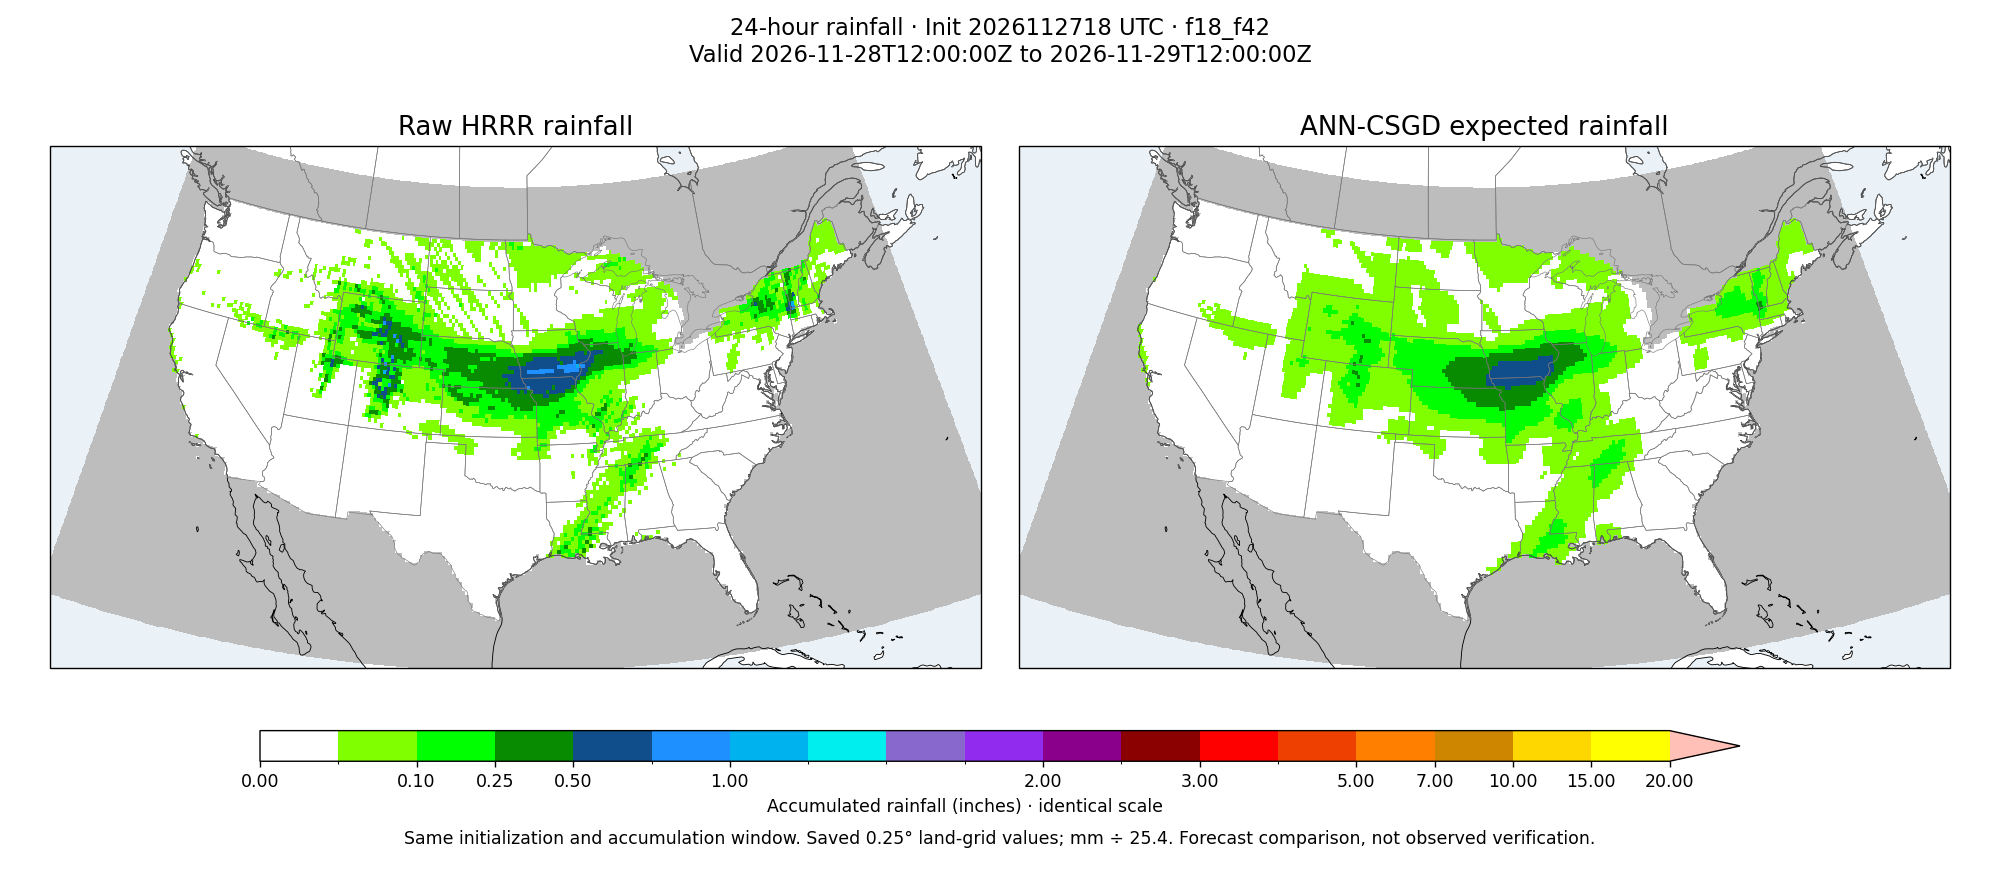 24-hour rainfall · Init 2026112718 UTC · f18_f42
Valid 2026-11-28T12:00:00Z to 2026-11-29T12:00:00Z
Raw HRRR rainfall
ANN-CSGD expected rainfall
0.00 0.10 0.25 0.50 1.00 2.00 3.00 5.00 7.00 10.00 15.00 20.00
Accumulated rainfall (inches) · identical scale
Same initialization and accumulation window. Saved 0.25° land-grid values; mm ÷ 25.4. Forecast comparison, not observed verification.